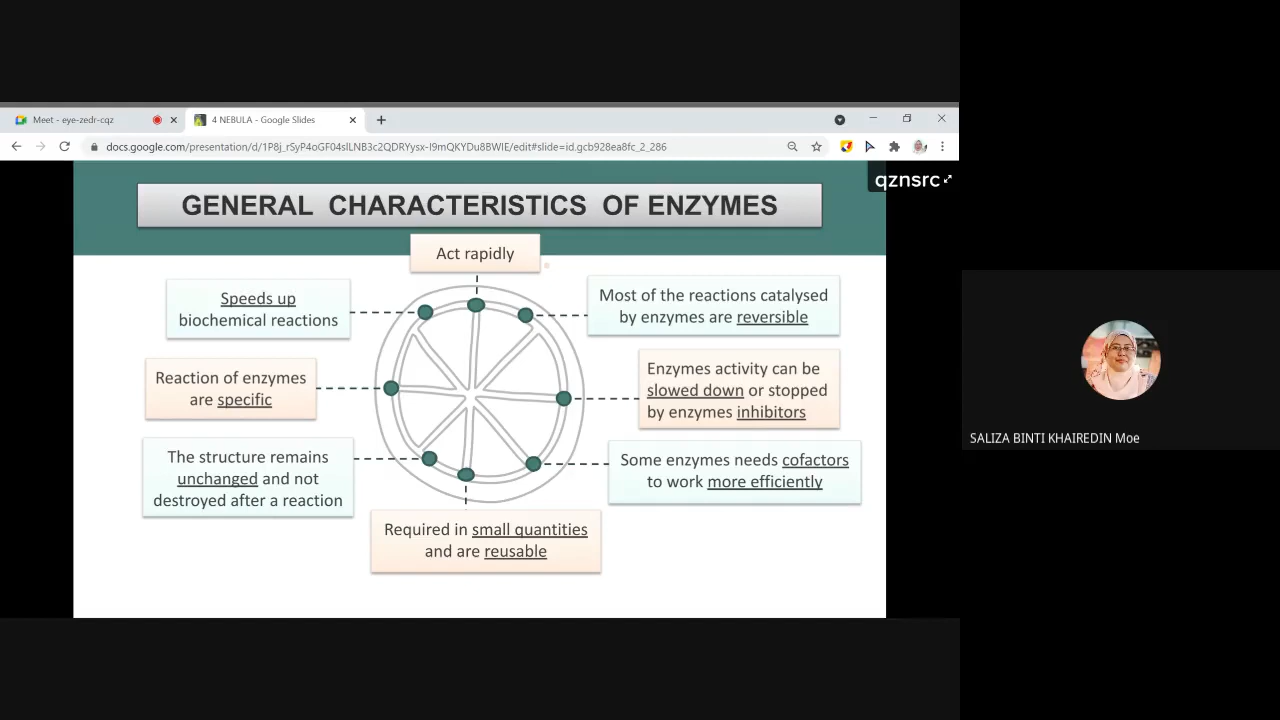 Meet - eye-zedr-cqz
4 NEBULA - Google Slides
docs.google.com/presentation/d/1P8j_rSyP4oGF04slLNB3c2QDRYysx-I9mQKYDu8BWIE/edit#slide=id.gcb928ea8fc_2_286
qznsrc
GENERAL CHARACTERISTICS OF ENZYMES
Act rapidly
Speeds up
biochemical reactions
Most of the reactions catalysed
by enzymes are reversible
Reaction of enzymes
are specific
Enzymes activity can be
slowed down or stopped
by enzymes inhibitors
The structure remains
unchanged and not
destroyed after a reaction
Some enzymes needs cofactors
to work more efficiently
Required in small quantities
and are reusable
SALIZA BINTI KHAIREDIN Moe